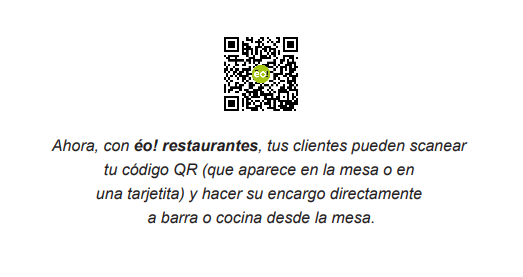 éo!
Ahora, con éo! restaurantes, tus clientes pueden scanear
tu código QR (que aparece en la mesa o en
una tarjetita) y hacer su encargo directamente
a barra o cocina desde la mesa.